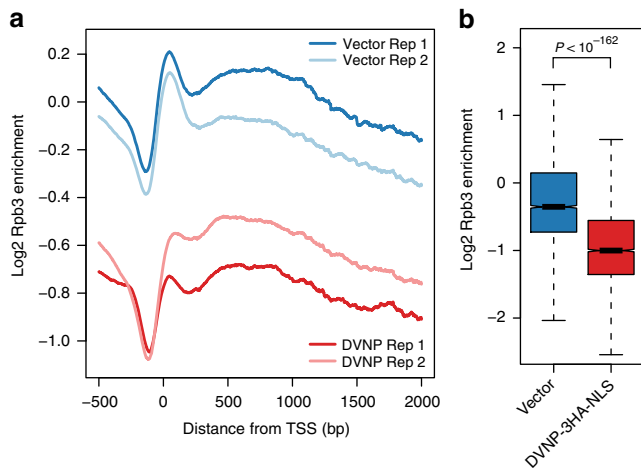 a
Log2 Rpb3 enrichment
0.2
0.0
−0.2
−0.4
−0.6
−0.8
−1.0
Vector Rep 1
Vector Rep 2
DVNP Rep 1
DVNP Rep 2
−500
0
500
1000
1500
2000
Distance from TSS (bp)
b
Log2 Rpb3 enrichment
2
1
0
−1
−2
P < 10−162
Vector
DVNP-3HA-NLS